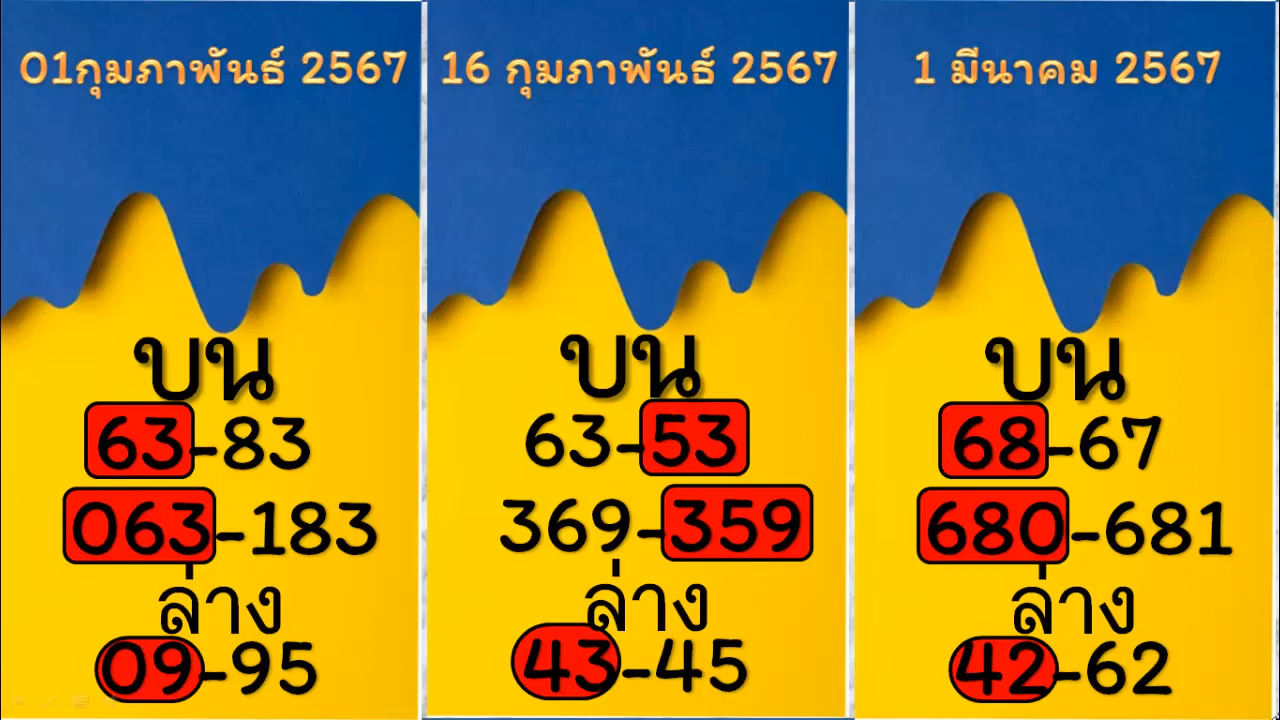 01กุมภาพันธ์ 2567
บน
63-83
063-183
ล่าง
09-95
16 กุมภาพันธ์ 2567
บน
63-53
369-359
ล่าง
43-45
1 มีนาคม 2567
บน
68-67
680-681
ล่าง
42-62